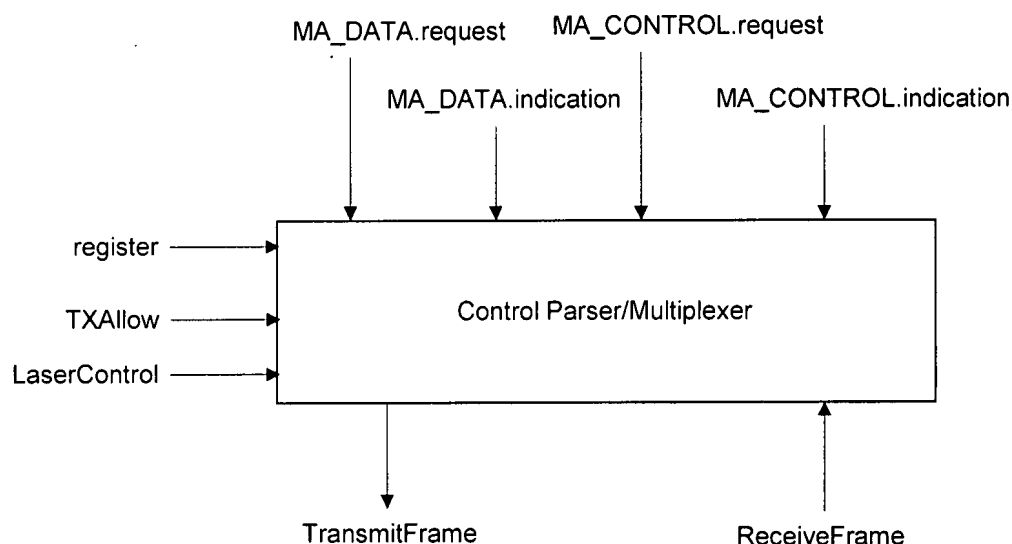 MA_DATA.request
MA_CONTROL.request
MA_DATA.indication
MA_CONTROL.indication
register
TXAllow
LaserControl
Control Parser/Multiplexer
TransmitFrame
ReceiveFrame